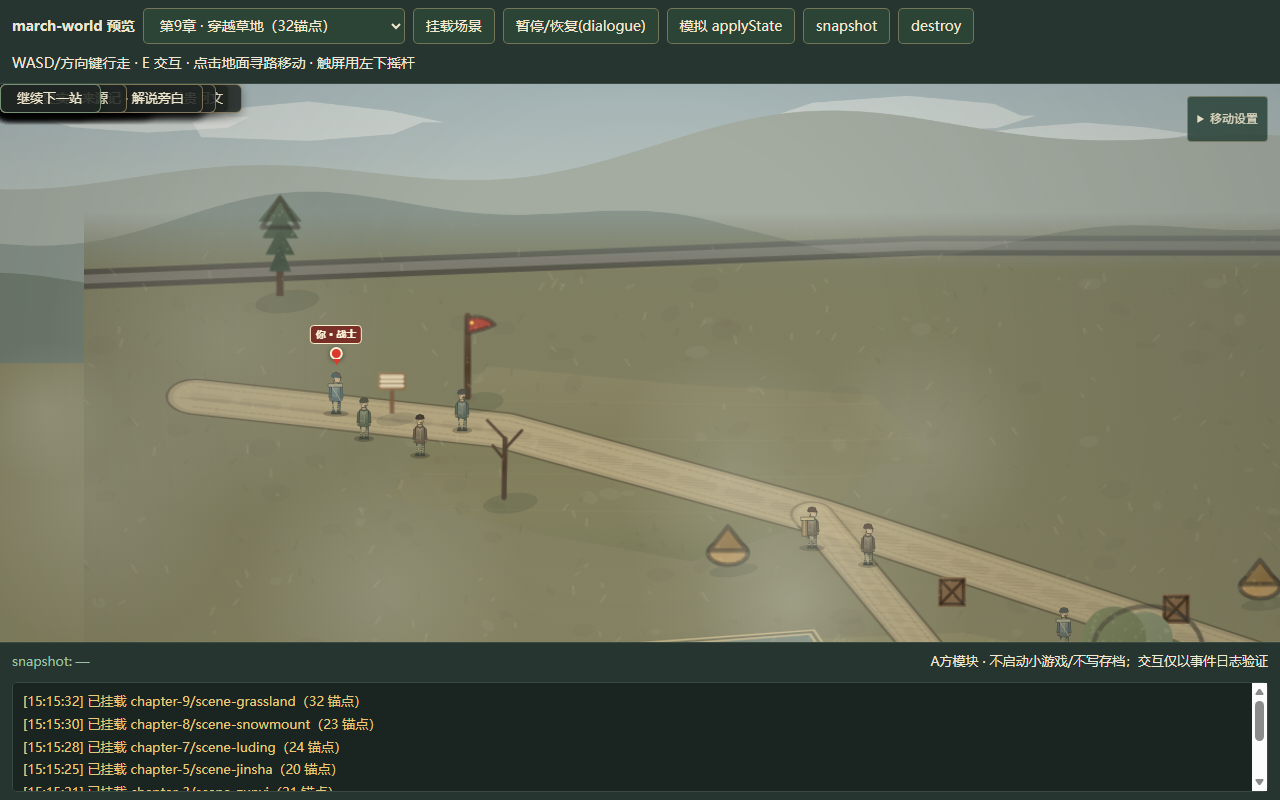 march-world 预览
第9章 · 穿越草地（32锚点）
挂载场景
暂停/恢复(dialogue)
模拟 applyState
snapshot
destroy
WASD/方向键行走 · E 交互 · 点击地面寻路移动 · 触屏用左下摇杆
继续下一站
解说旁白
文
▶ 移动设置
你 · 战士
snapshot: —
A方模块 · 不启动小游戏/不写存档；交互仅以事件日志验证
[15:15:32] 已挂载 chapter-9/scene-grassland（32 锚点）
[15:15:30] 已挂载 chapter-8/scene-snowmount（23 锚点）
[15:15:28] 已挂载 chapter-7/scene-luding（24 锚点）
[15:15:25] 已挂载 chapter-5/scene-jinsha（20 锚点）